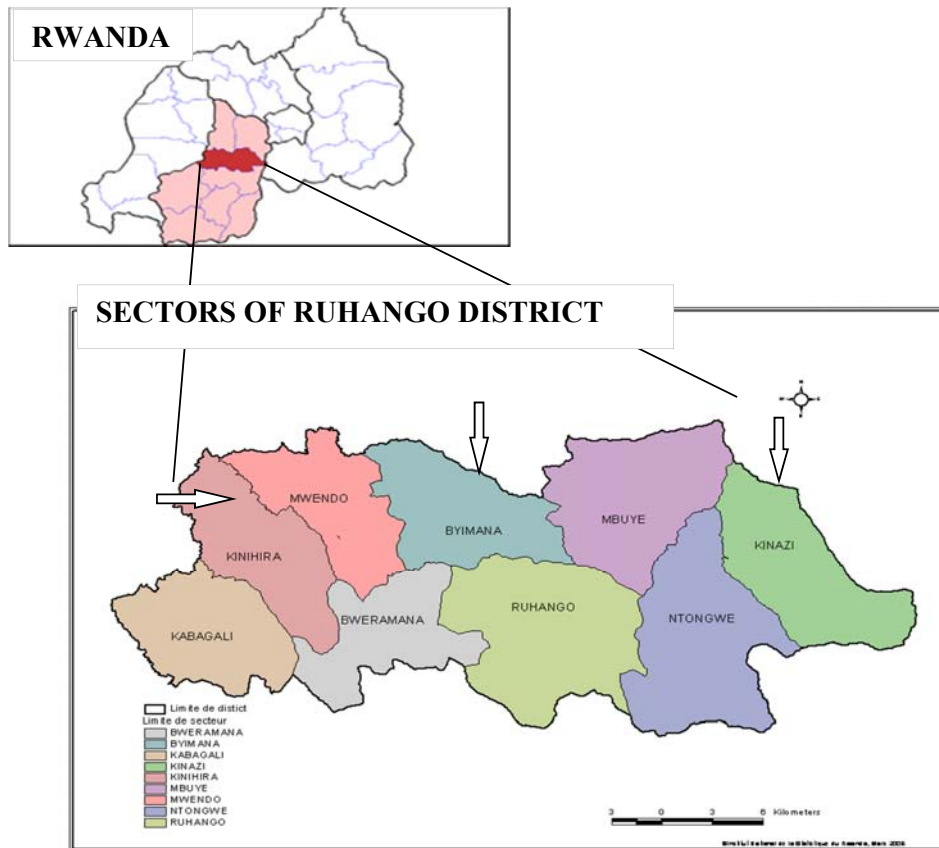 RWANDA
SECTORS OF RUHANGO DISTRICT
MWENDO
BYIMANA
MBUYE
KINAZI
KINIHIRA
RUHANGO
NTONGWE
BWERAMANA
KABAGALI
Limite de distict
Limite de secteur
BWERAMANA
BYIMANA
KABAGALI
KINAZI
KINIHIRA
MBUYE
MWENDO
NTONGWE
RUHANGO
3 0 3 6 Kilometers